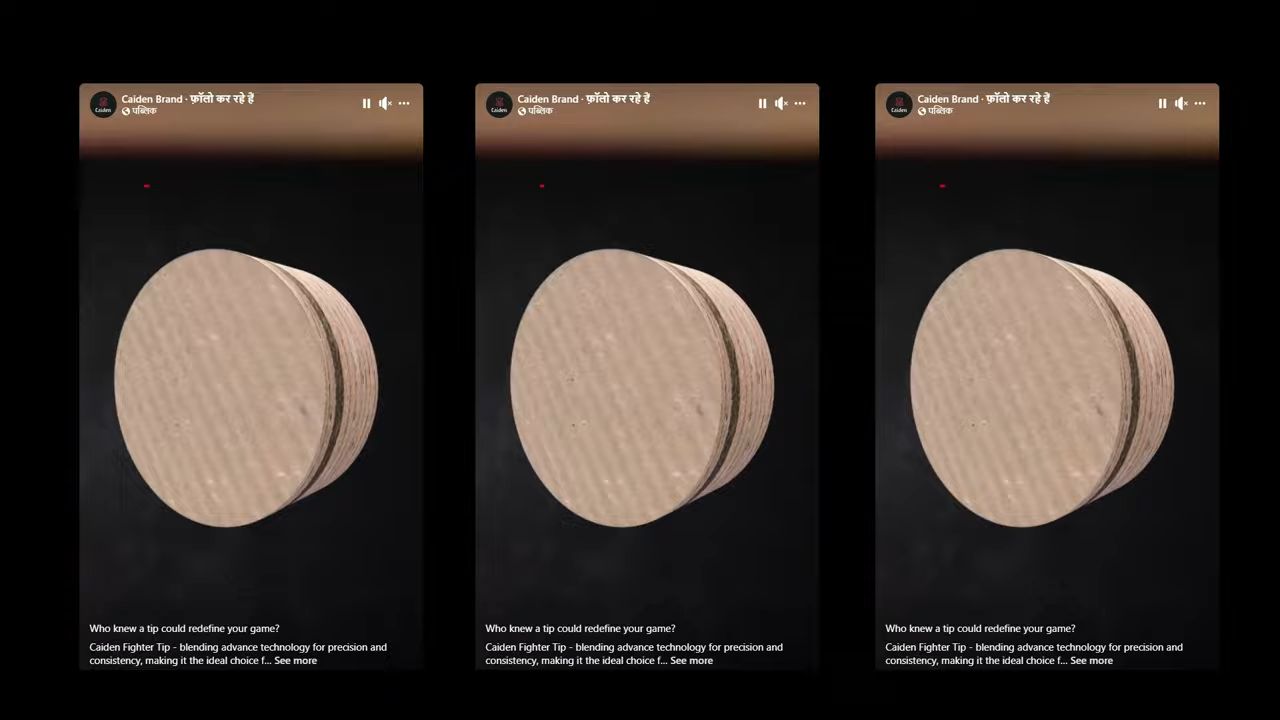 Caiden
Caiden Brand · फ़ॉलो कर रहे हैं
पब्लिक
Who knew a tip could redefine your game?
Caiden Fighter Tip - blending advance technology for precision and
consistency, making it the ideal choice f... See more
Caiden
Caiden Brand · फ़ॉलो कर रहे हैं
पब्लिक
Who knew a tip could redefine your game?
Caiden Fighter Tip - blending advance technology for precision and
consistency, making it the ideal choice f... See more
Caiden
Caiden Brand · फ़ॉलो कर रहे हैं
पब्लिक
Who knew a tip could redefine your game?
Caiden Fighter Tip - blending advance technology for precision and
consistency, making it the ideal choice f... See more